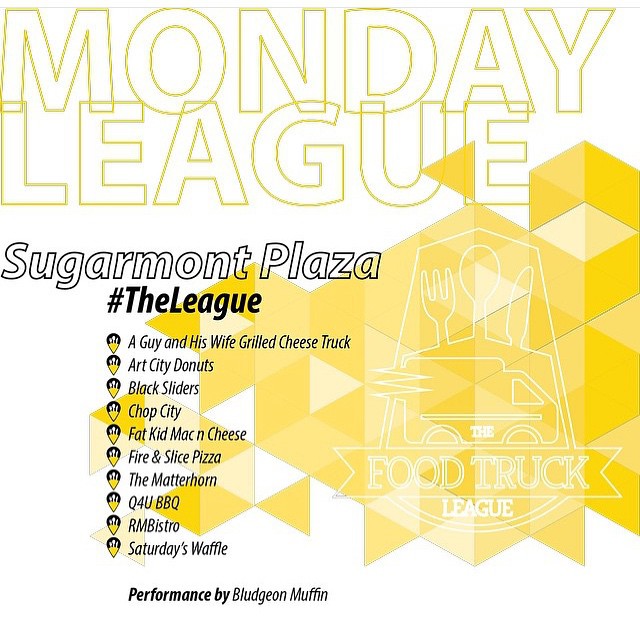 MONDAY
LEAGUE
Sugarmont Plaza
#TheLeague
A Guy and His Wife Grilled Cheese Truck
Art City Donuts
Black Sliders
Chop City
Fat Kid Mac n Cheese
Fire & Slice Pizza
The Matterhorn
Q4U BBQ
RMBistro
Saturday's Waffle
Performance by Bludgeon Muffin
THE
FOOD TRUCK
LEAGUE